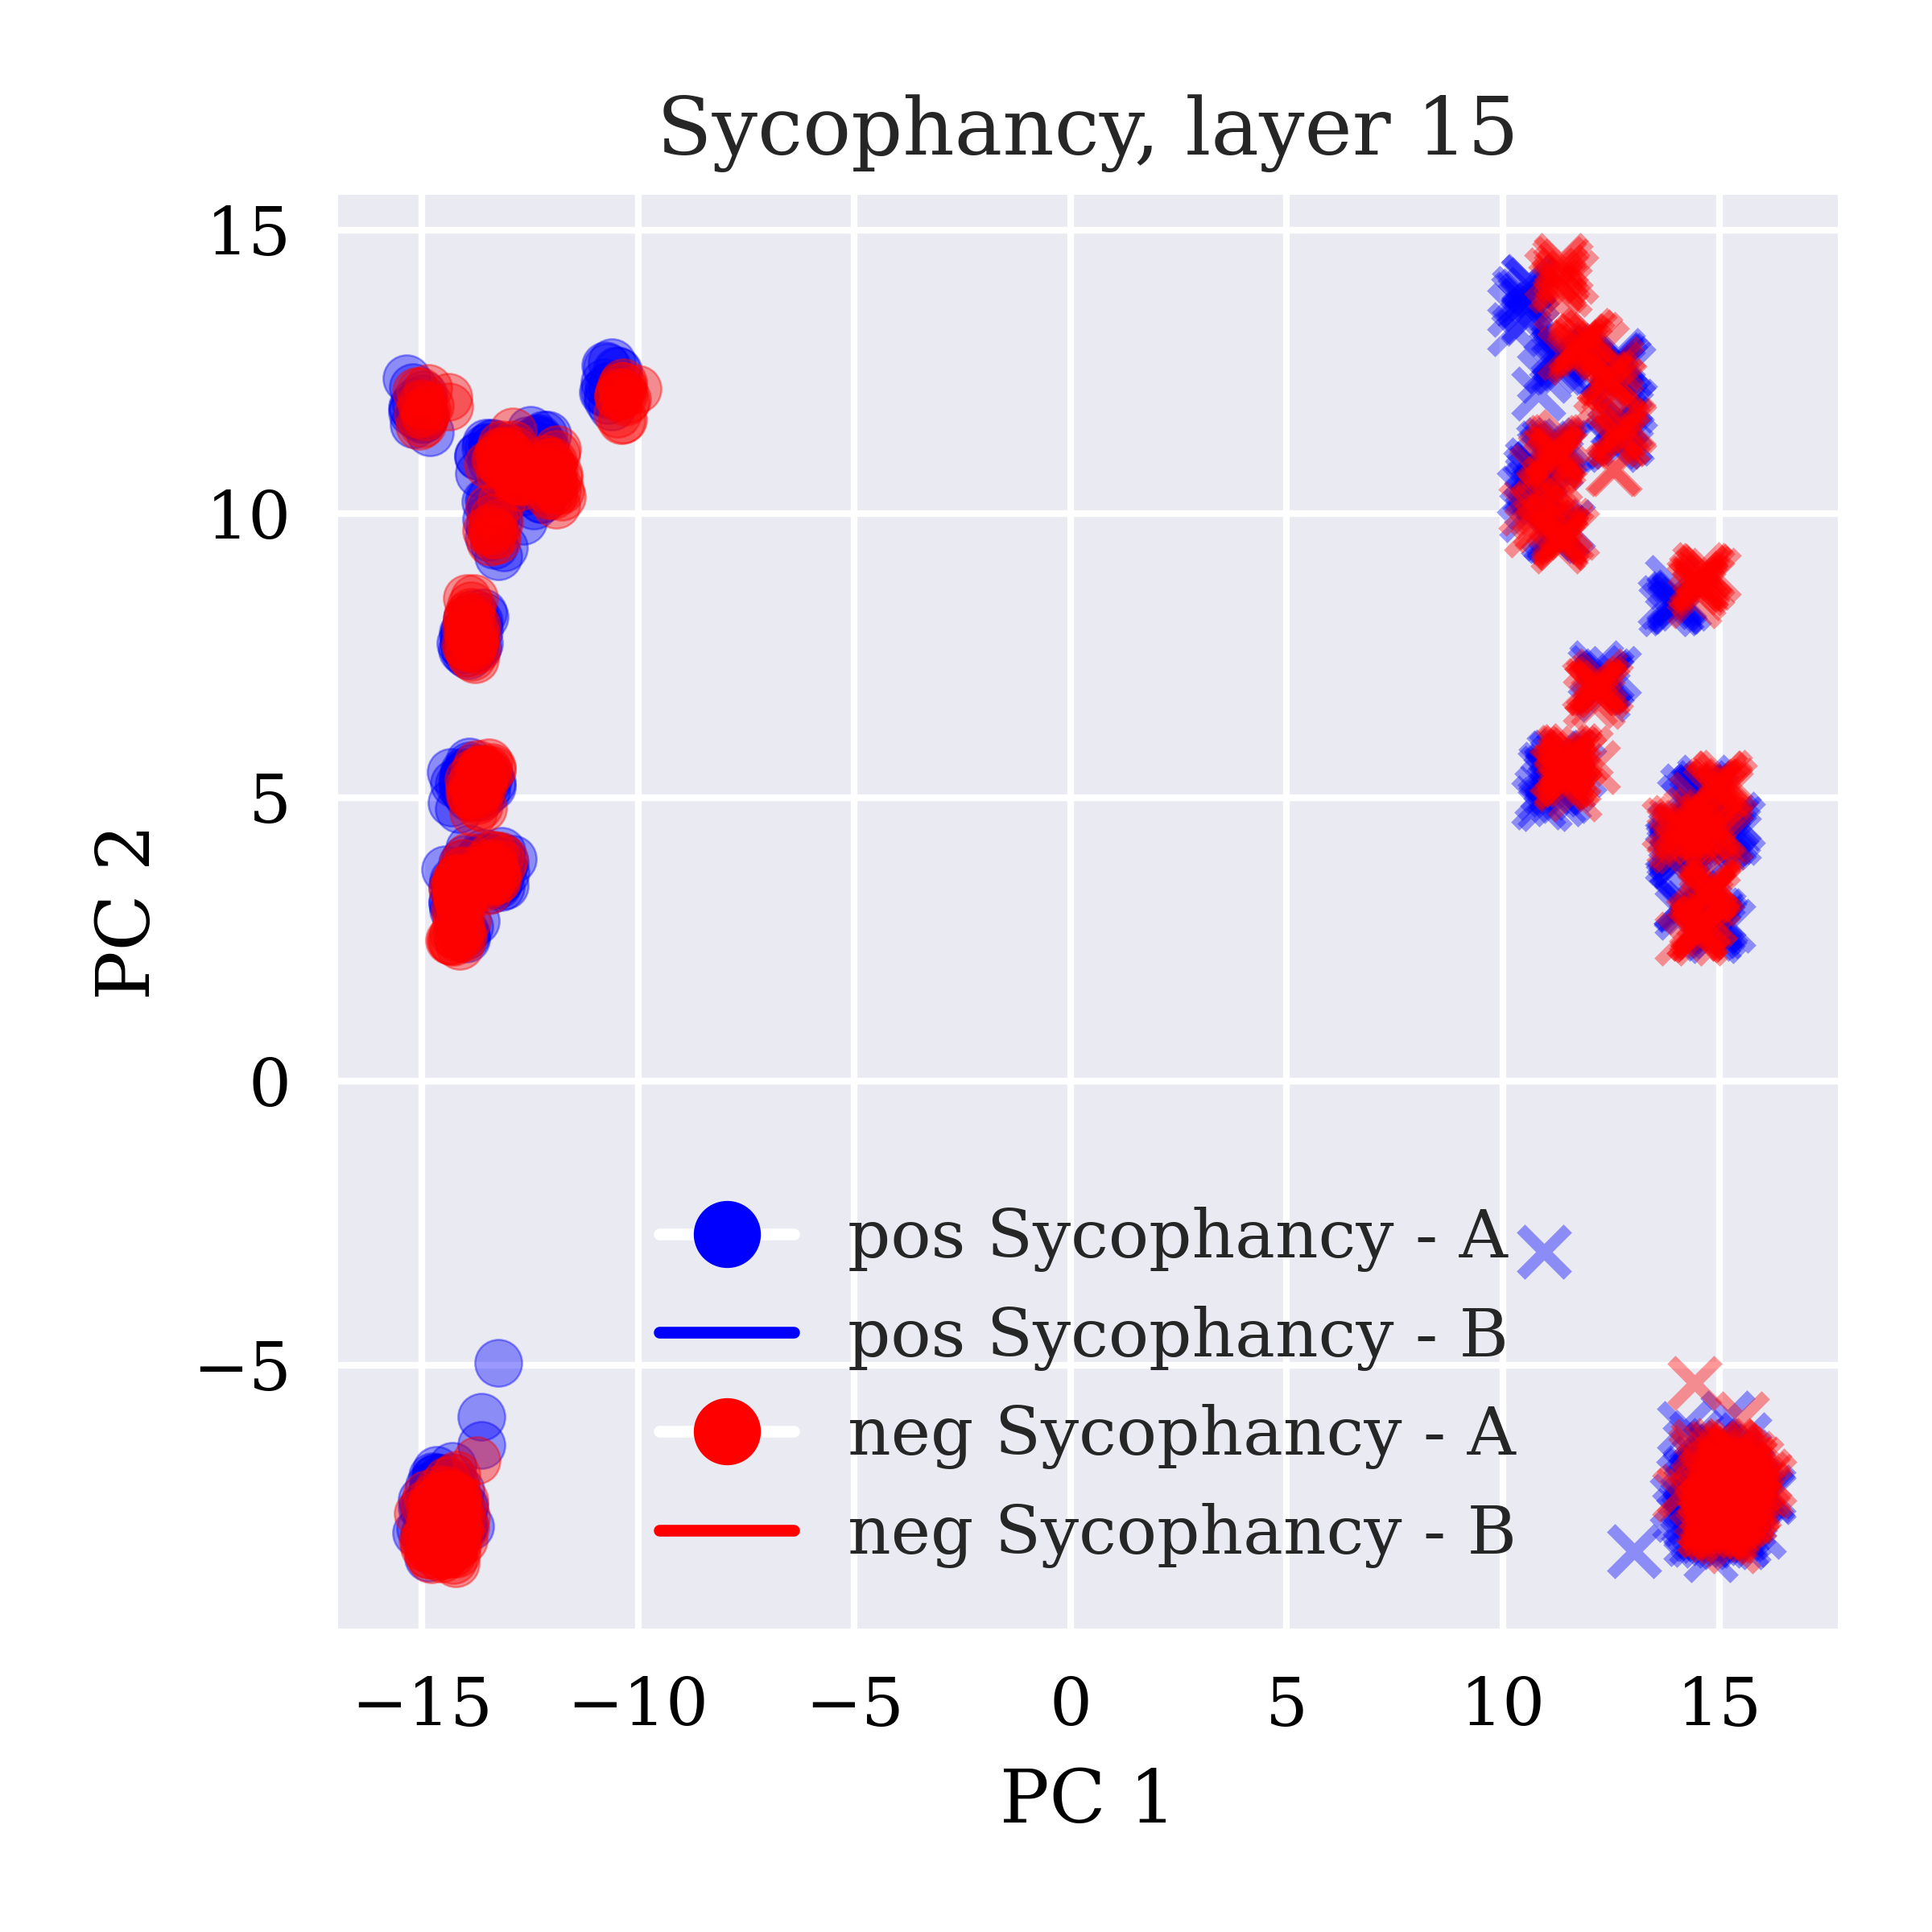 Sycophancy, layer 15
15
10
5
0
−5
PC 2
pos Sycophancy - A
pos Sycophancy - B
neg Sycophancy - A
neg Sycophancy - B
−15 −10 −5 0 5 10 15
PC 1